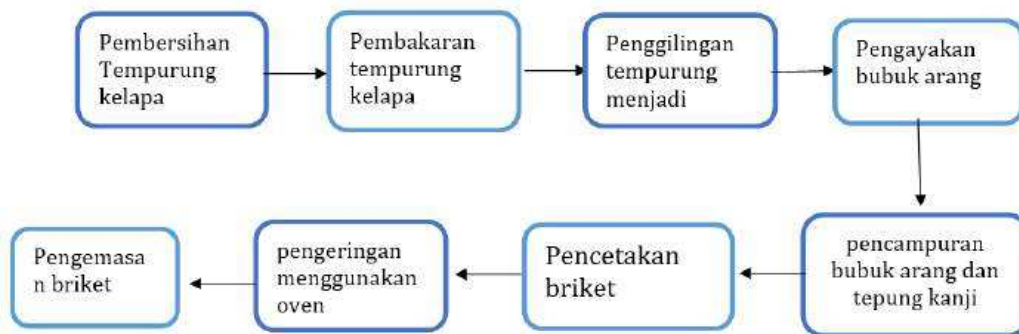 Pembersihan
Tempurung
kelapa
Pembakaran
tempurung
kelapa
Penggilingan
tempurung
menjadi
Pengayakan
bubuk arang
pencampuran
bubuk arang dan
tepung kanji
Pencetakan
briket
pengeringan
menggunakan
oven
Pengemasa
n briket